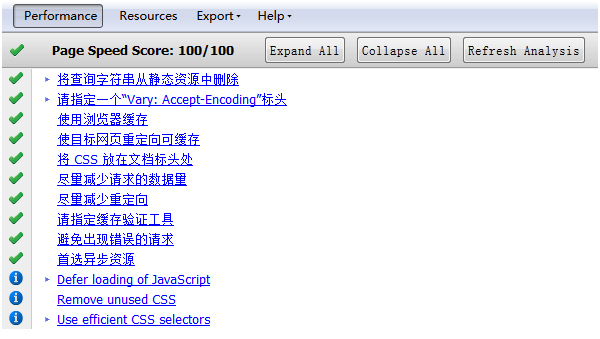 Performance Resources Export Help
Page Speed Score: 100/100 Expand All Collapse All Refresh Analysis
将查询字符串从静态资源中删除
请指定一个“Vary: Accept-Encoding”标头
使用浏览器缓存
使目标网页重定向可缓存
将 CSS 放在文档标头处
尽量减少请求的数据量
尽量减少重定向
请指定缓存验证工具
避免出现错误的请求
首选异步资源
Defer loading of JavaScript
Remove unused CSS
Use efficient CSS selectors